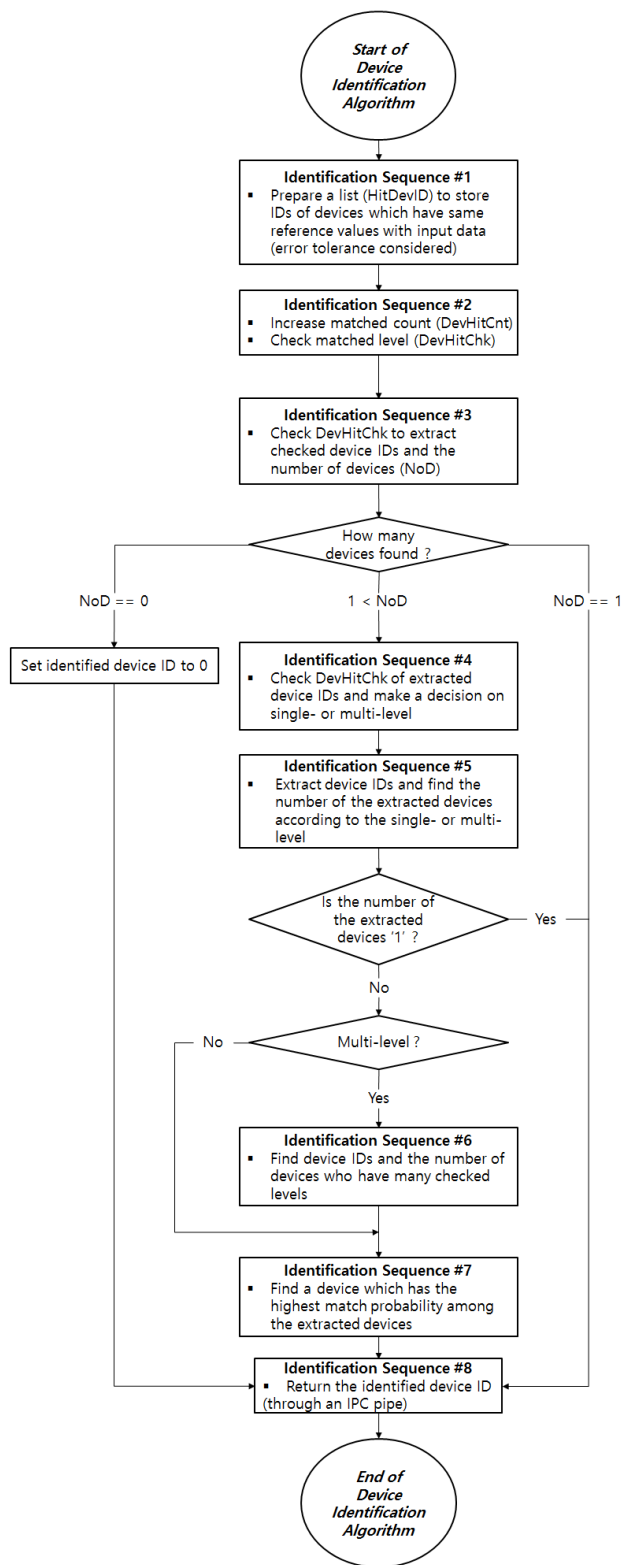 Start of
Device
Identification
Algorithm
Identification Sequence #1
▪ Prepare a list (HitDevID) to store
IDs of devices which have same
reference values with input data
(error tolerance considered)
Identification Sequence #2
▪ Increase matched count (DevHitCnt)
▪ Check matched level (DevHitChk)
Identification Sequence #3
▪ Check DevHitChk to extract
checked device IDs and the
number of devices (NoD)
How many
devices found ?
NoD == 0
1 < NoD
NoD == 1
Set identified device ID to 0
Identification Sequence #4
▪ Check DevHitChk of extracted
device IDs and make a decision on
single- or multi-level
Identification Sequence #5
▪ Extract device IDs and find the
number of the extracted devices
according to the single- or multi-
level
Is the number of
the extracted
devices ‘1’ ?
Yes
No
Multi-level ?
No
Yes
Identification Sequence #6
▪ Find device IDs and the number of
devices who have many checked
levels
Identification Sequence #7
▪ Find a device which has the
highest match probability among
the extracted devices
Identification Sequence #8
▪ Return the identified device ID
(through an IPC pipe)
End of
Device
Identification
Algorithm